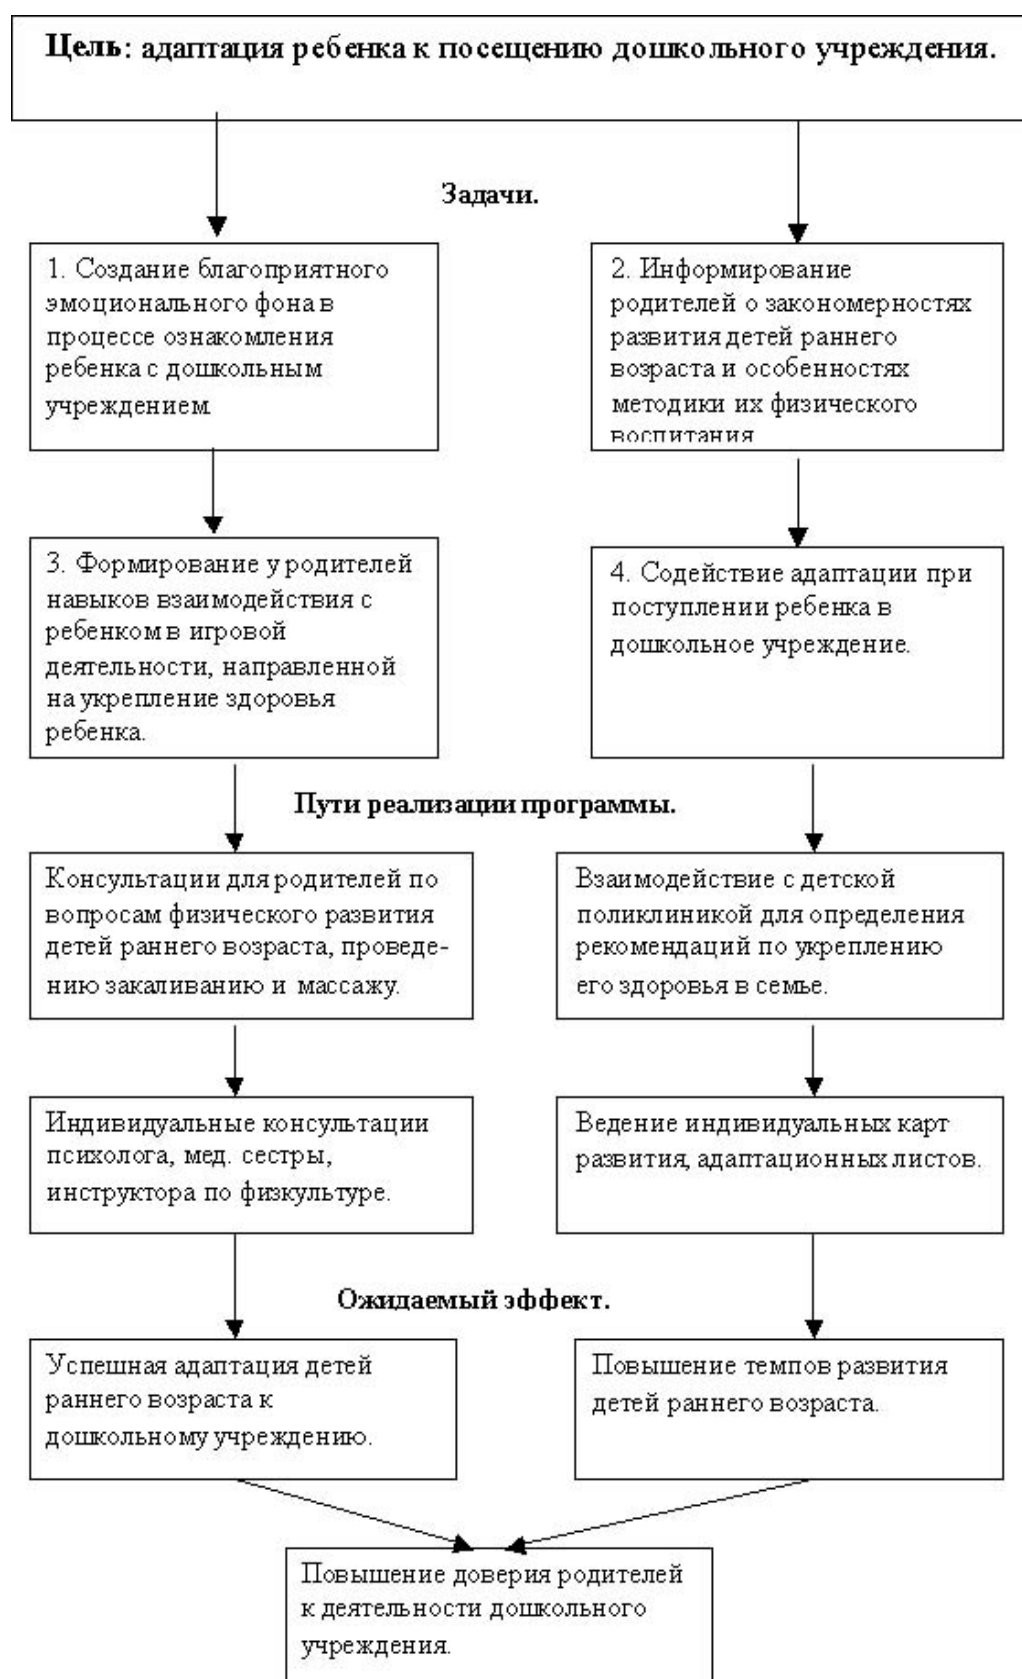 Цель: адаптация ребенка к посещению дошкольного учреждения.
Задачи.
1. Создание благоприятного
эмоционального фона в
процессе ознакомления
ребенка с дошкольным
учреждением.
2. Информирование
родителей о закономерностях
развития детей раннего
возраста и особенностях
методики их физического
воспитания
3. Формирование у родителей
навыков взаимодействия с
ребенком в игровой
деятельности, направленной
на укрепление здоровья
ребенка.
4. Содействие адаптации при
поступлении ребенка в
дошкольное учреждение.
Пути реализации программы.
Консультации для родителей по
вопросам физического развития
детей раннего возраста, проведе-
нию закаливанию и массажу.
Взаимодействие с детской
поликлиникой для определения
рекомендаций по укреплению
его здоровья в семье.
Индивидуальные консультации
психолога, мед. сестры,
инструктора по физкультуре.
Ведение индивидуальных карт
развития, адаптационных листов.
Ожидаемый эффект.
Успешная адаптация детей
раннего возраста к
дошкольному учреждению.
Повышение темпов развития
детей раннего возраста.
Повышение доверия родителей
к деятельности дошкольного
учреждения.